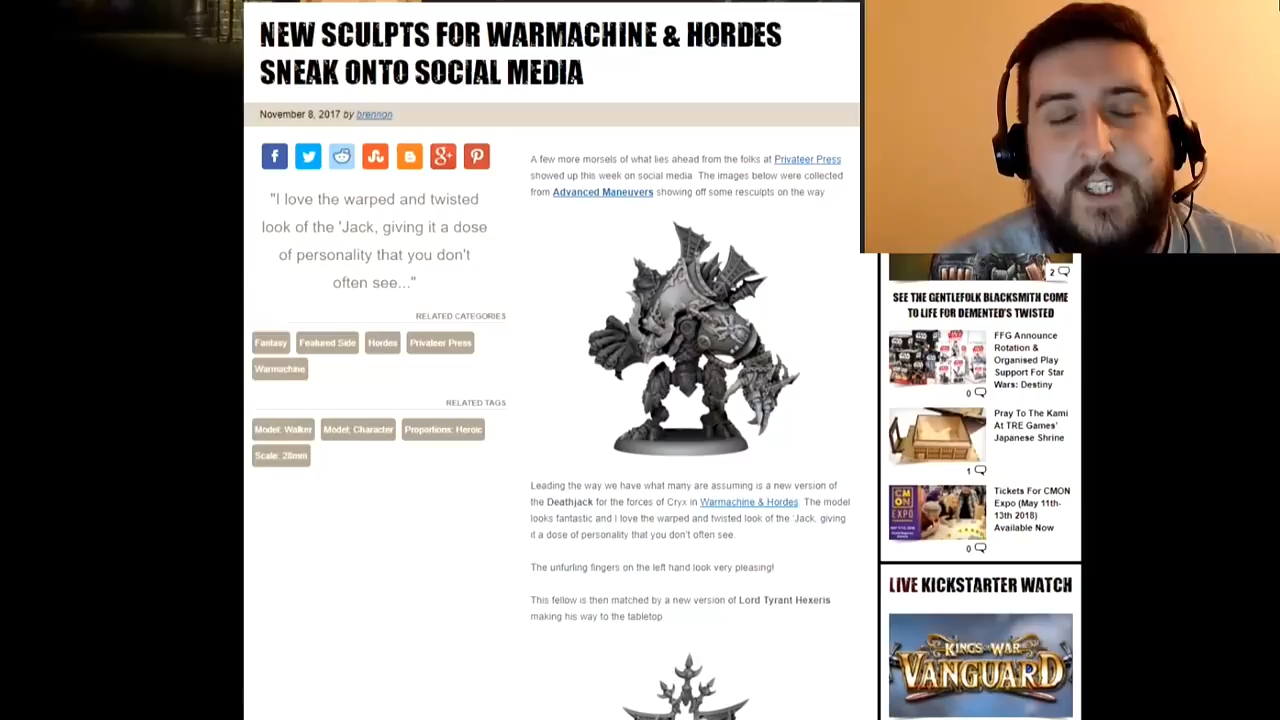 NEW SCULPTS FOR WARMACHINE & HORDES
SNEAK ONTO SOCIAL MEDIA
November 8, 2017 by brennon
"I love the warped and twisted
look of the 'Jack, giving it a dose
of personality that you don't
often see..."
RELATED CATEGORIES
Fantasy
Featured Side
Hordes
Privateer Press
Warmachine
RELATED TAGS
Model: Walker
Model; Character
Proportions: Heroic
Scale: 28mm
A few more morsels of what lies ahead from the folks at Privateer Press
showed up this week on social media. The images below were collected
from Advanced Maneuvers showing off some resculpts on the way
Leading the way we have what many are assuming is a new version of
the Deathjack for the forces of Cryx in Warmachine & Hordes. The model
looks fantastic and I love the warped and twisted look of the 'Jack, giving
it a dose of personality that you don't often see.
The unfurling fingers on the left hand look very pleasing!
This fellow is then matched by a new version of Lord Tyrant Hexeris
making his way to the tabletop
2
SEE THE GENTLEFOLK BLACKSMITH COME
TO LIFE FOR DEMENTED'S TWISTED
FFG Announce
Rotation &
Organised Play
Support For Star
Wars: Destiny
0
Pray To The Kami
At TRE Games'
Japanese Shrine
1
CMON
EXPO
Tickets For CMON
Expo (May 11th-
13th 2018)
Available Now
0
LIVE KICKSTARTER WATCH
KINGS OF WAR
VANGUARD